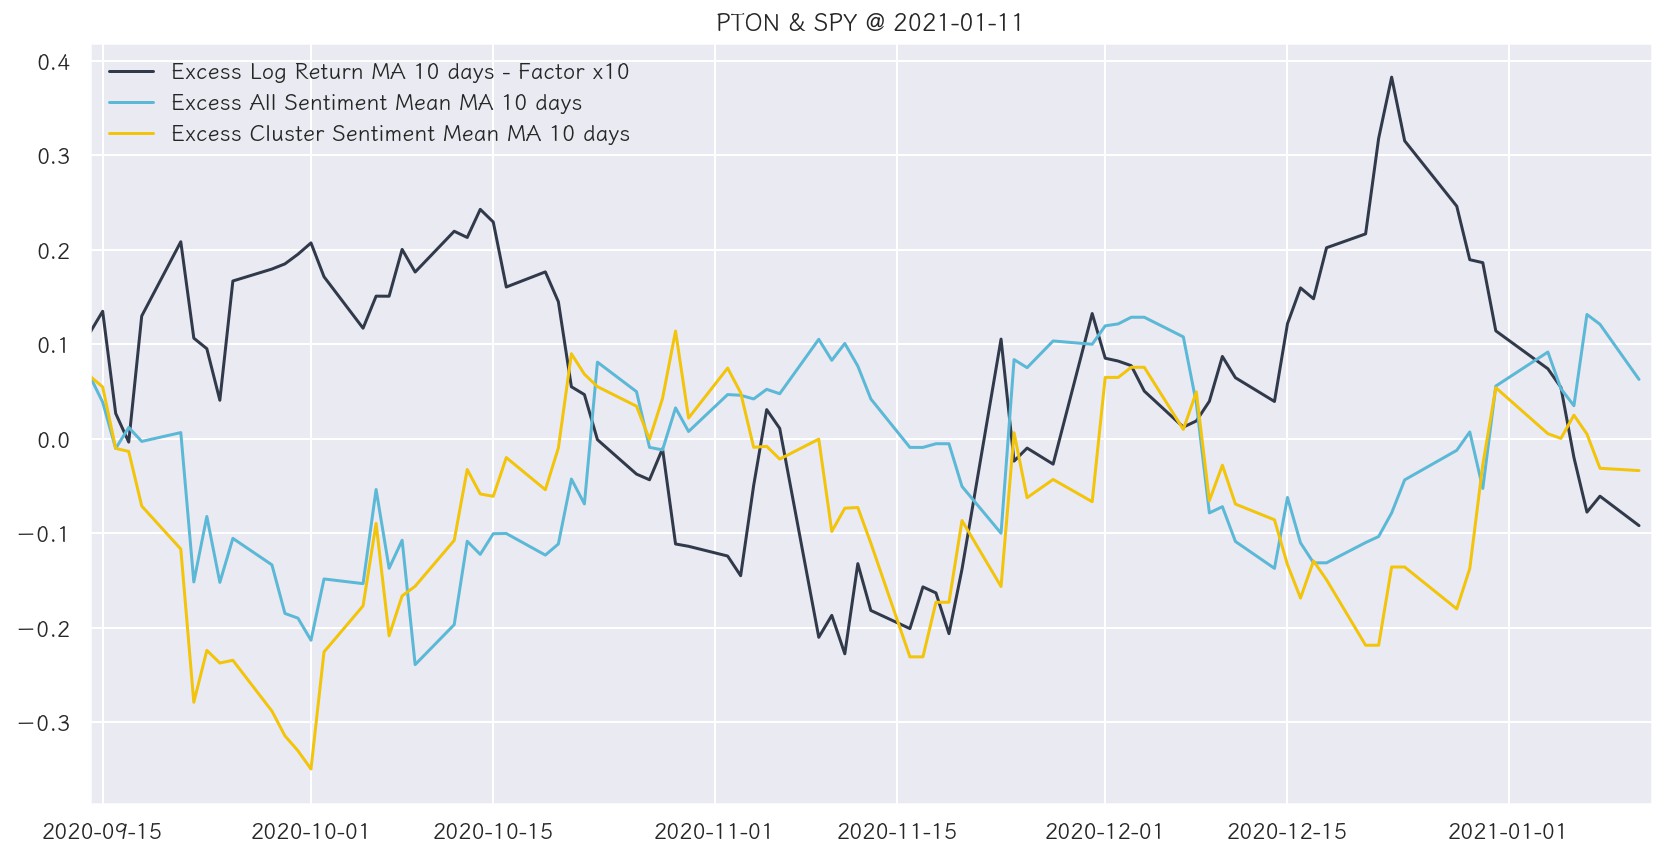 PTON & SPY @ 2021-01-11
0.4
0.3
0.2
0.1
0.0
−0.1
−0.2
−0.3
Excess Log Return MA 10 days - Factor x10
Excess All Sentiment Mean MA 10 days
Excess Cluster Sentiment Mean MA 10 days
2020-09-15 2020-10-01 2020-10-15 2020-11-01 2020-11-15 2020-12-01 2020-12-15 2021-01-01